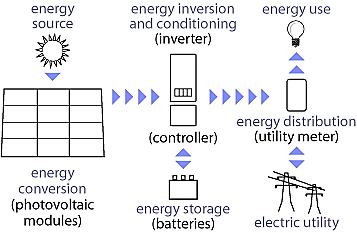 energy
source
energy inversion
and conditioning
(inverter)
energy use
(controller)
energy distribution
(utility meter)
energy
conversion
(photovoltaic
modules)
energy storage
(batteries)
electric utility